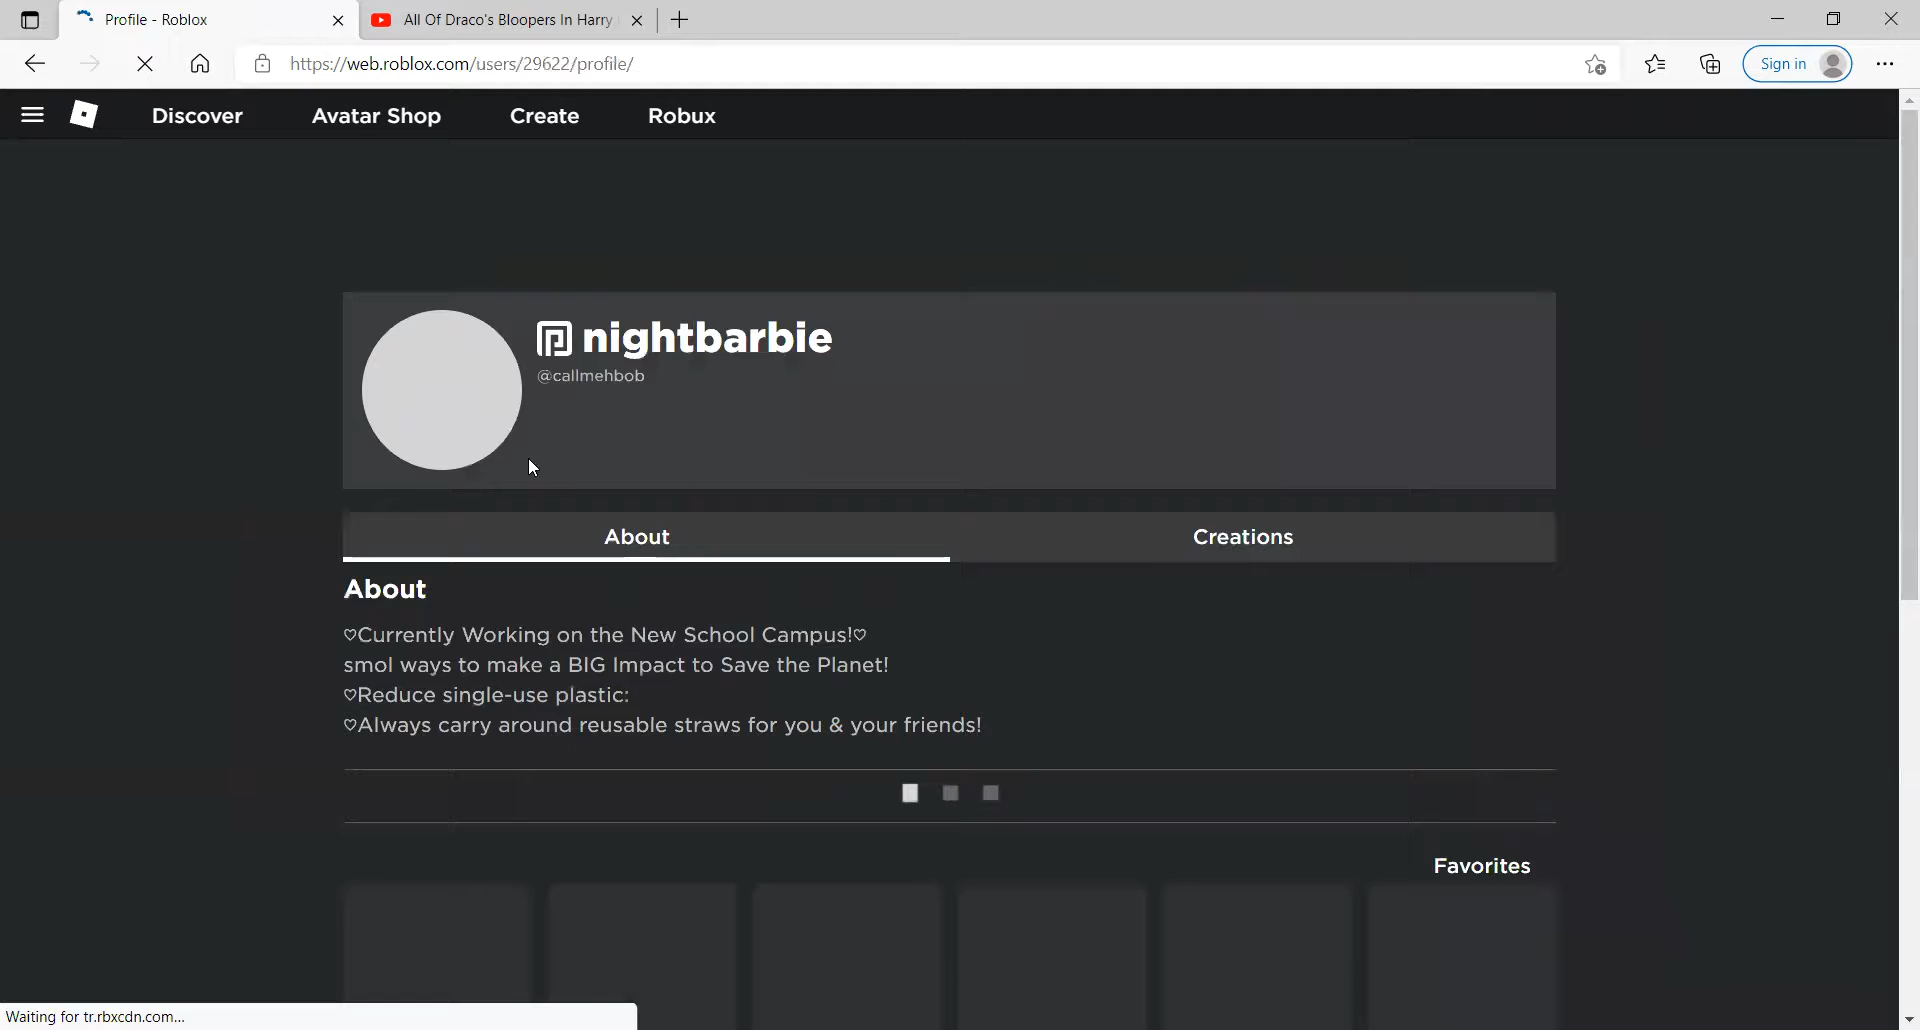 Profile - Roblox
All Of Draco's Bloopers In Harry
https://web.roblox.com/users/29622/profile/
Sign in
Discover
Avatar Shop
Create
Robux
nightbarbie
@callmehbob
About
Creations
About
♡Currently Working on the New School Campus!♡
smol ways to make a BIG Impact to Save the Planet!
♡Reduce single-use plastic:
♡Always carry around reusable straws for you & your friends!
Favorites
Waiting for tr.rbxcdn.com...